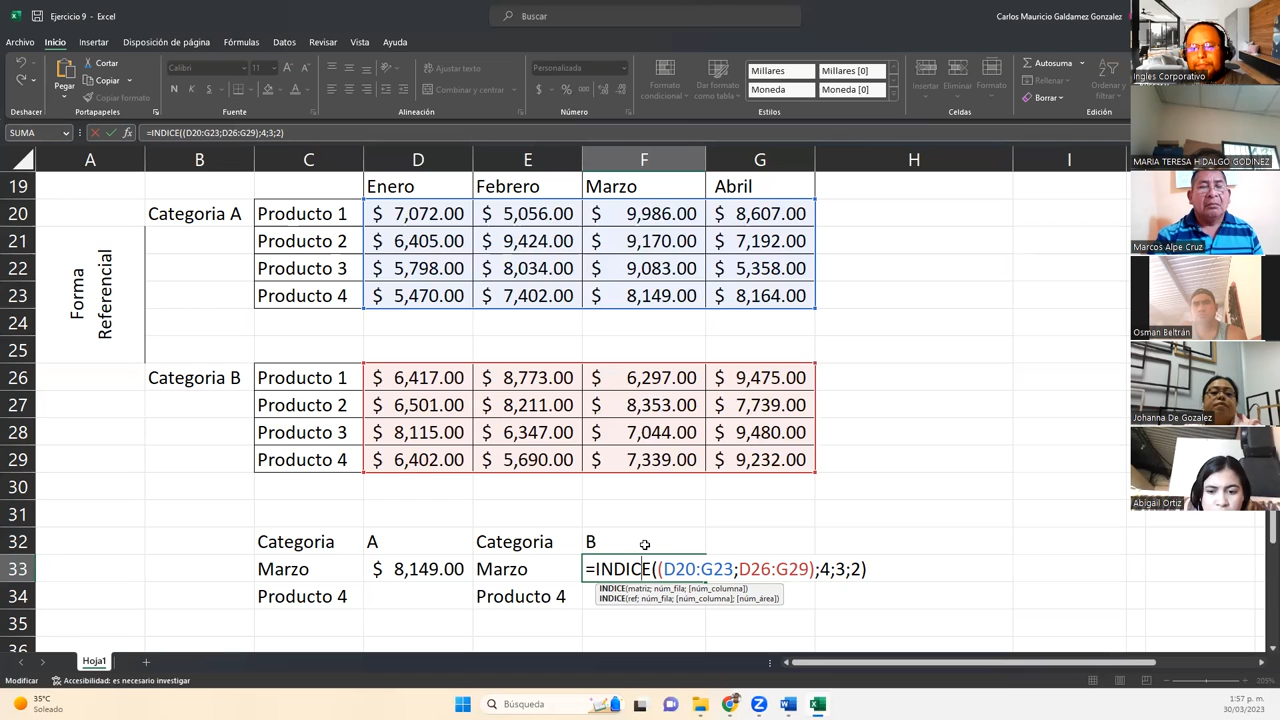 Ejercicio 9 - Excel
Buscar
Carlos Mauricio Galdamez Gonzalez
Archivo Inicio Insertar Disposición de página Fórmulas Datos Revisar Vista Ayuda
Pegar
Cortar
Copiar
Copiar formato
Calibri 11
Ajustar texto
Combinar y centrar
Personalizada
Formato condicional
Dar formato como tabla
Millares Millares [0]
Moneda Moneda [0]
Insertar Eliminar Formato
Autosuma
Rellenar
Borrar
Ordenar
Deshacer Portapapeles Fuente Alineación Número Estilos Celdas
SUMA =INDICE((D20:G23;D26:G29);4;3;2)
A B C D E F G H I J
19 Enero Febrero Marzo Abril
20 Categoria A Producto 1 $ 7,072.00 $ 5,056.00 $ 9,986.00 $ 8,607.00
21 Producto 2 $ 6,405.00 $ 9,424.00 $ 9,170.00 $ 7,192.00
22 Producto 3 $ 5,798.00 $ 8,034.00 $ 9,083.00 $ 5,358.00
23 Producto 4 $ 5,470.00 $ 7,402.00 $ 8,149.00 $ 8,164.00
Forma
Referencial
24
25
26 Categoria B Producto 1 $ 6,417.00 $ 8,773.00 $ 6,297.00 $ 9,475.00
27 Producto 2 $ 6,501.00 $ 8,211.00 $ 8,353.00 $ 7,739.00
28 Producto 3 $ 8,115.00 $ 6,347.00 $ 7,044.00 $ 9,480.00
29 Producto 4 $ 6,402.00 $ 5,690.00 $ 7,339.00 $ 9,232.00
30
31
32 Categoria A Categoria B
33 Marzo $ 8,149.00 Marzo =INDICE((D20:G23;D26:G29);4;3;2)
34 Producto 4 Producto 4
INDICE(matriz; núm_fila; [núm_columna])
INDICE(ref; núm_fila; [núm_columna]; [núm_área])
35
36
Hoja1
Modificar Accesibilidad: es necesario investigar
205%
35°C
Soleado
Búsqueda
1:57 p. m.
30/03/2023
Ingles Corporativo
MARIA TERESA HIDALGO GODINEZ
Marcos Alpe Cruz
Osman Beltrán
Johanna De Gozalez
Abigail Ortiz